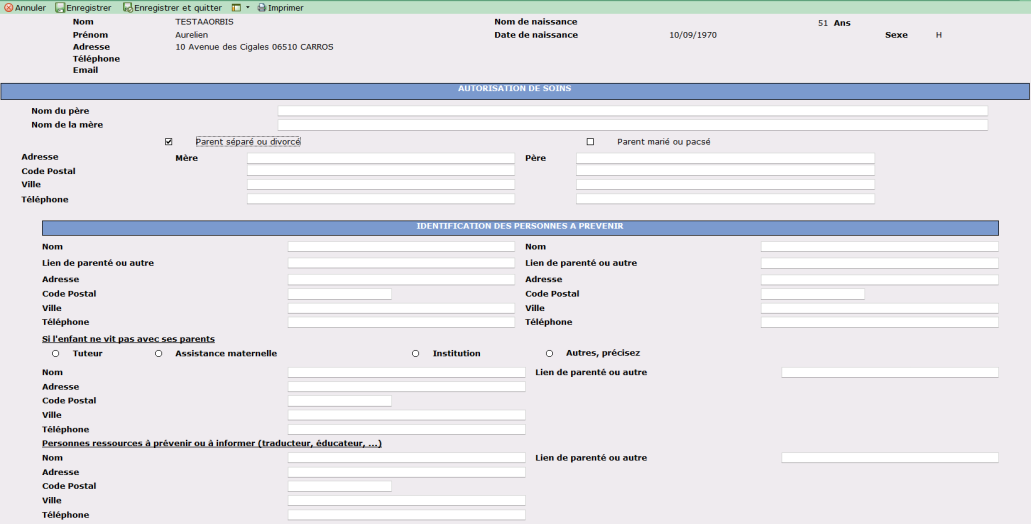 Annuler Enregistrer Enregistrer et quitter Imprimer
Nom TESTAAORBIS Nom de naissance 51 Ans
Prénom Aurelien Date de naissance 10/09/1970 Sexe H
Adresse 10 Avenue des Cigales 06510 CARROS
Téléphone
Email
AUTORISATION DE SOINS
Nom du père
Nom de la mère
Parent séparé ou divorcé Parent marié ou pacsé
Adresse Mère Père
Code Postal
Ville
Téléphone
IDENTIFICATION DES PERSONNES A PREVENIR
Nom Nom
Lien de parenté ou autre Lien de parenté ou autre
Adresse Adresse
Code Postal Code Postal
Ville Ville
Téléphone Téléphone
Si l'enfant ne vit pas avec ses parents
Tuteur Assistance maternelle Institution Autres, précisez
Nom Lien de parenté ou autre
Adresse
Code Postal
Ville
Téléphone
Personnes ressources à prévenir ou à informer (traducteur, éducateur, ...)
Nom Lien de parenté ou autre
Adresse
Code Postal
Ville
Téléphone